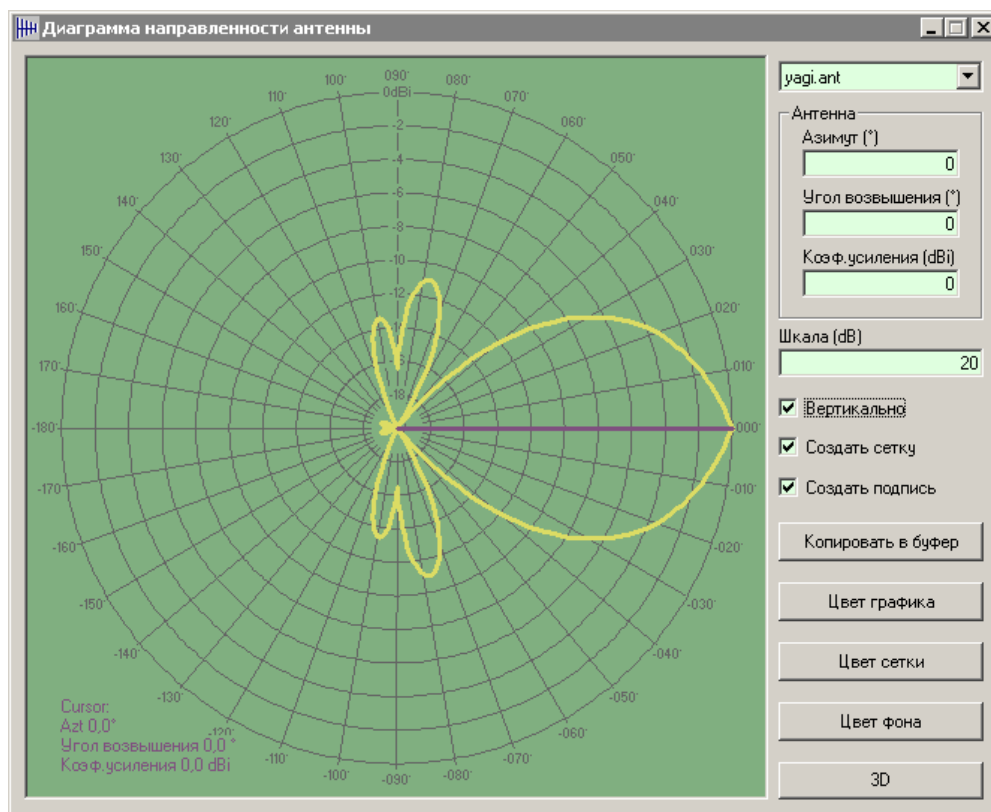 Диаграмма направленности антенны
090°
100° 080°
110° 070°
120° 060°
130° 050°
140° 040°
150° 030°
160° 020°
170° 010°
-180° 000°
-170 -010°
-160° -020°
-150° -030°
-140° -040°
-130° -050°
-120° -060°
-110° -070°
-100° -080°
-090°
0dBi
-2
-4
-6
-8
-10
-12
-18
Cursor:
Azt 0,0°
Угол возвышения 0,0 °
Коэф.усиления 0,0 dBi
yagi.ant
Антенна
Азимут (°)
0
Угол возвышения (°)
0
Коэф.усиления (dBi)
0
Шкала (dB)
20
Вертикально
Создать сетку
Создать подпись
Копировать в буфер
Цвет графика
Цвет сетки
Цвет фона
3D